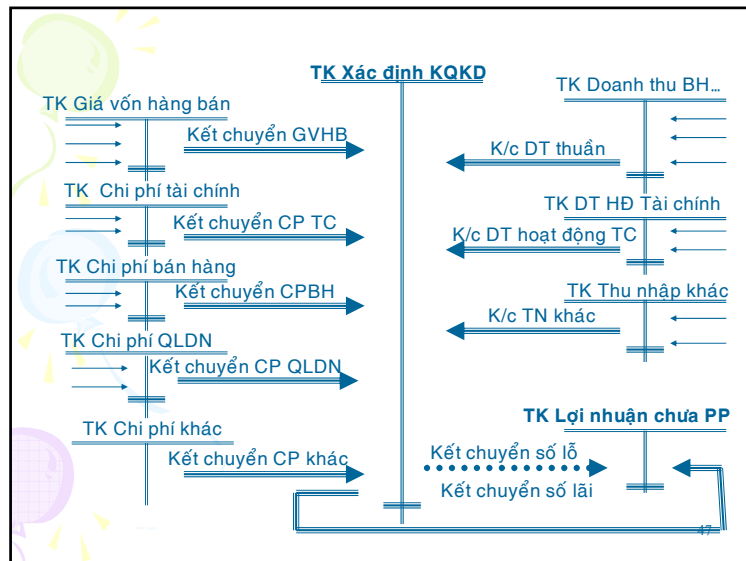 TK Xác định KQKD
TK Giá vốn hàng bán
Kết chuyển GVHB
TK Chi phí tài chính
Kết chuyển CP TC
TK Chi phí bán hàng
Kết chuyển CPBH
TK Chi phí QLDN
Kết chuyển CP QLDN
TK Chi phí khác
Kết chuyển CP khác
TK Doanh thu BH...
K/c DT thuần
TK DT HĐ Tài chính
K/c DT hoạt động TC
TK Thu nhập khác
K/c TN khác
TK Lợi nhuận chưa PP
Kết chuyển số lỗ
Kết chuyển số lãi
47